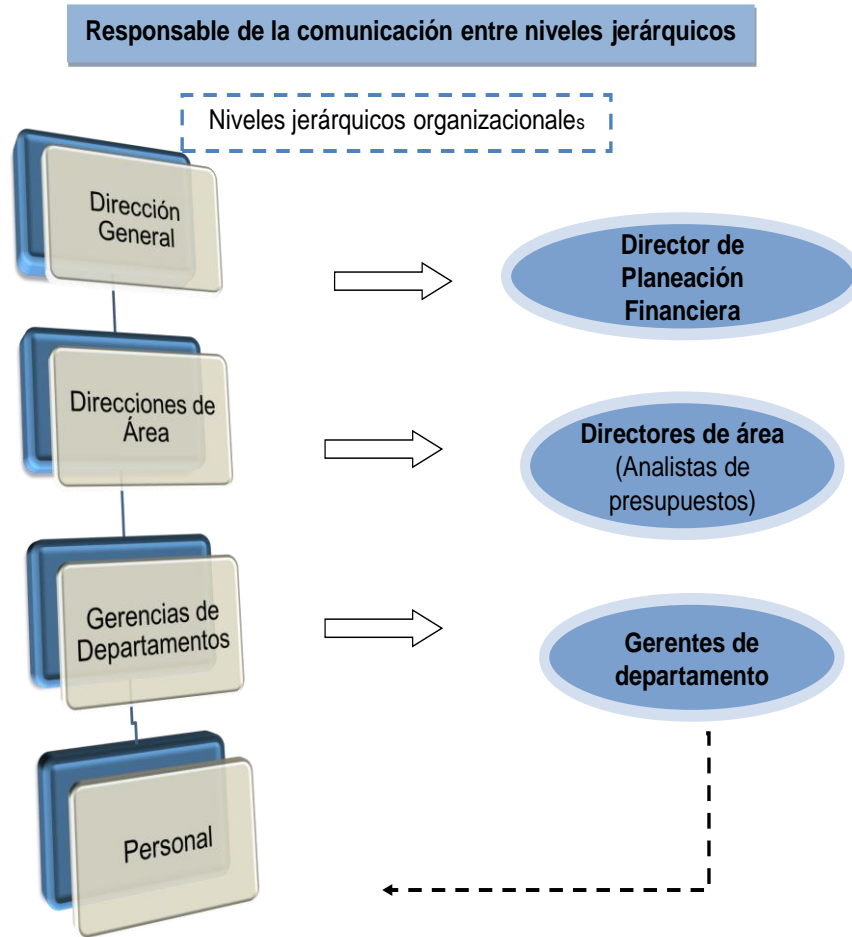 Responsable de la comunicación entre niveles jerárquicos
Niveles jerárquicos organizacionales
Dirección
General
Director de
Planeación
Financiera
Direcciones de
Área
Directores de área
(Analistas de
presupuestos)
Gerencias de
Departamentos
Gerentes de
departamento
Personal